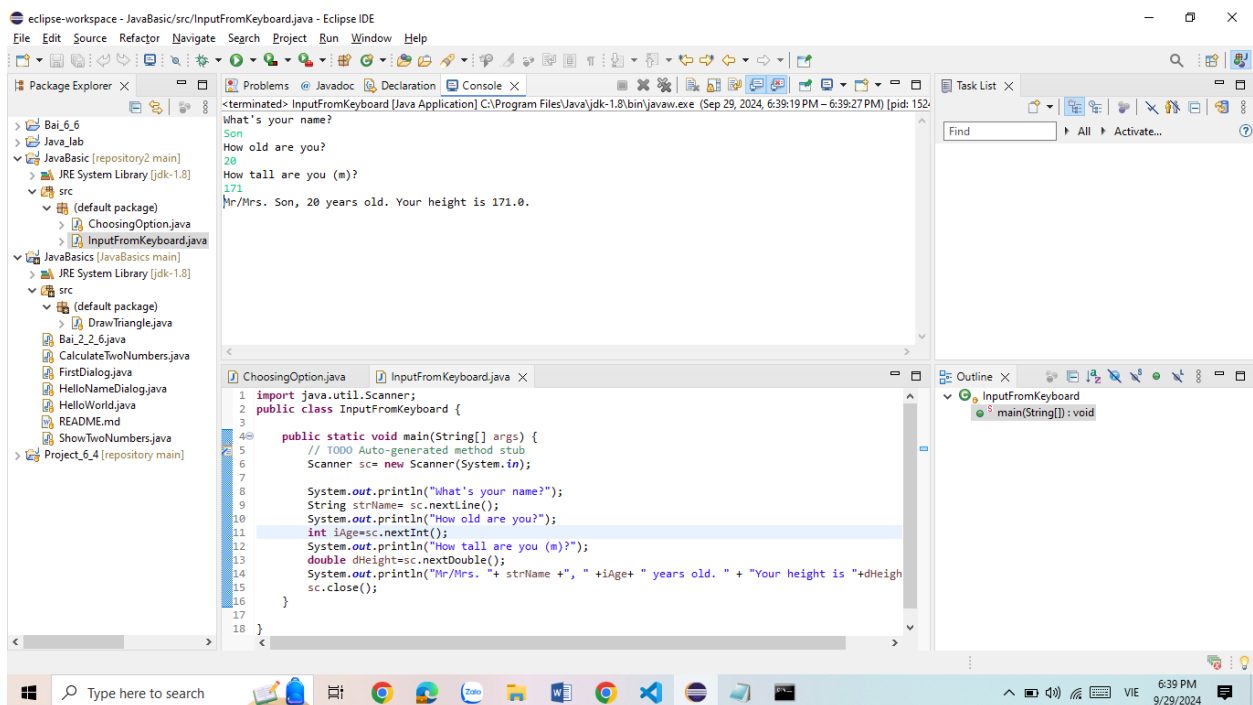 eclipse-workspace - JavaBasic/src/InputFromKeyboard.java - Eclipse IDE
File Edit Source Refactor Navigate Search Project Run Window Help
Package Explorer
Bai_6_6
Java_lab
JavaBasic [repository2 main]
JRE System Library [jdk-1.8]
src
(default package)
ChoosingOption.java
InputFromKeyboard.java
JavaBasics [JavaBasics main]
JRE System Library [jdk-1.8]
src
(default package)
DrawTriangle.java
Bai_2_2_6.java
CalculateTwoNumbers.java
FirstDialog.java
HelloNameDialog.java
HelloWorld.java
README.md
ShowTwoNumbers.java
Project_6_4 [repository main]
Problems @ Javadoc Declaration Console
<terminated> InputFromKeyboard [Java Application] C:\Program Files\Java\jdk-1.8\bin\javaw.exe (Sep 29, 2024, 6:39:19 PM – 6:39:27 PM) [pid: 152
What's your name?
Son
How old are you?
20
How tall are you (m)?
171
Mr/Mrs. Son, 20 years old. Your height is 171.0.
ChoosingOption.java InputFromKeyboard.java
1 import java.util.Scanner;
2 public class InputFromKeyboard {
3
4 public static void main(String[] args) {
5 // TODO Auto-generated method stub
6 Scanner sc= new Scanner(System.in);
7
8 System.out.println("What's your name?");
9 String strName= sc.nextLine();
10 System.out.println("How old are you?");
11 int iAge=sc.nextInt();
12 System.out.println("How tall are you (m)?");
13 double dHeight=sc.nextDouble();
14 System.out.println("Mr/Mrs. "+ strName +", " +iAge+ " years old. " + "Your height is "+dHeigh
15 sc.close();
16 }
17
18 }
Task List
Find All Activate...
Outline
InputFromKeyboard
main(String[]) : void
Type here to search
Zalo
VIE
6:39 PM
9/29/2024